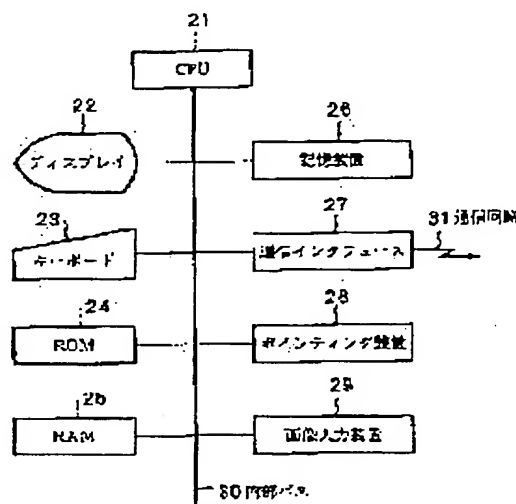 21
CPU
22
ディスプレイ
26
記憶装置
23
キーボード
27
通信インタフェース
31 通信回線
24
ROM
28
ポインティング装置
25
RAM
29
画像入力装置
30 内部バス